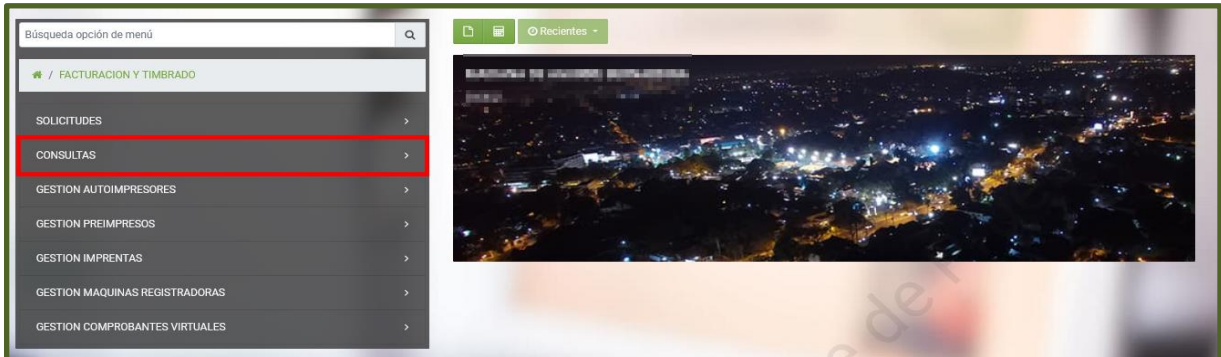 Búsqueda opción de menú
Recientes
/ FACTURACION Y TIMBRADO
SOLICITUDES
CONSULTAS
GESTION AUTOIMPRESORES
GESTION PREIMPRESOS
GESTION IMPRENTAS
GESTION MAQUINAS REGISTRADORAS
GESTION COMPROBANTES VIRTUALES
de